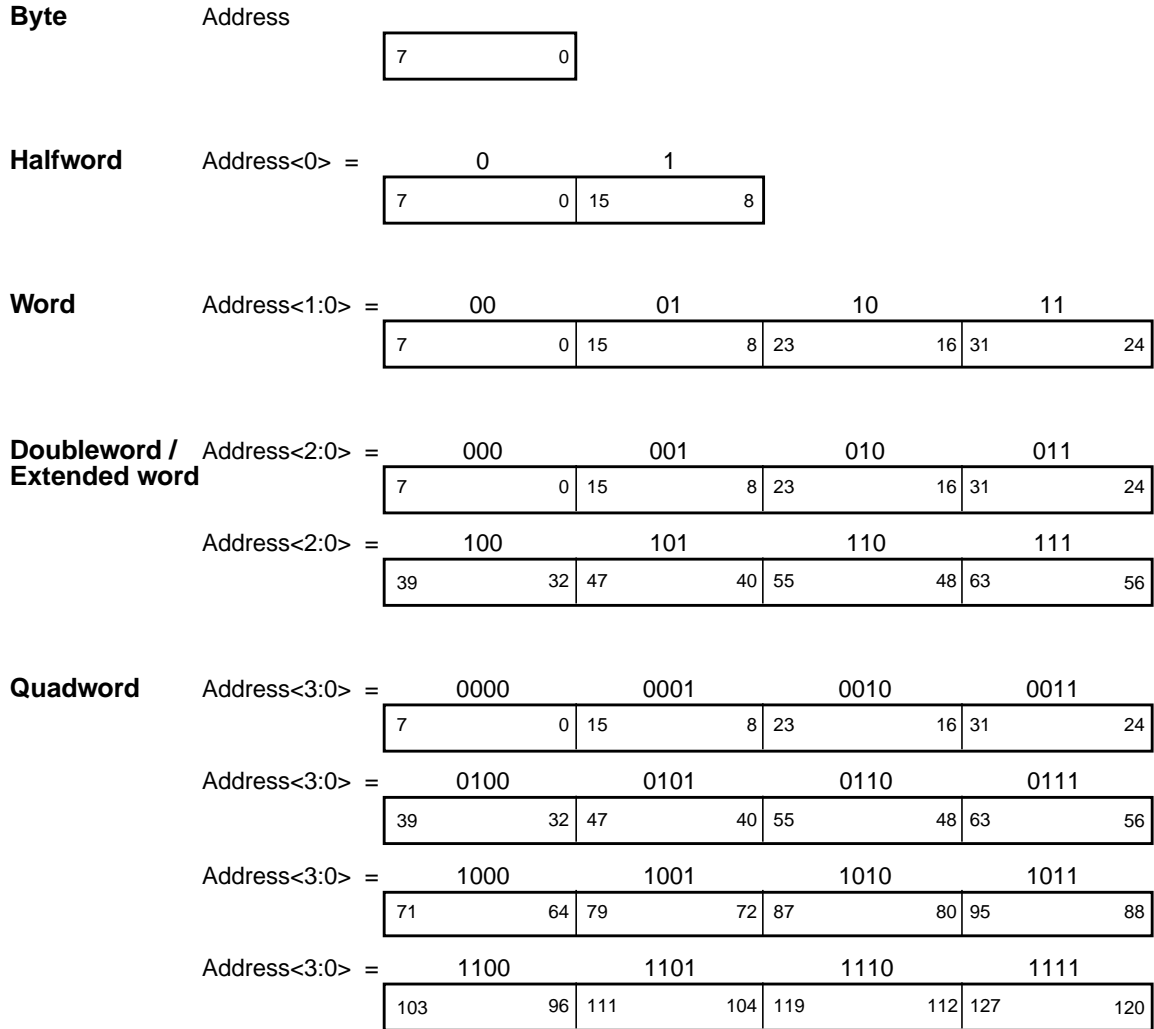 Byte Address
7 0
Halfword Address<0> = 0 1
7 0 15 8
Word Address<1:0> = 00 01 10 11
7 0 15 8 23 16 31 24
Doubleword / Address<2:0> = 000 001 010 011
Extended word
7 0 15 8 23 16 31 24
Address<2:0> = 100 101 110 111
39 32 47 40 55 48 63 56
Quadword Address<3:0> = 0000 0001 0010 0011
7 0 15 8 23 16 31 24
Address<3:0> = 0100 0101 0110 0111
39 32 47 40 55 48 63 56
Address<3:0> = 1000 1001 1010 1011
71 64 79 72 87 80 95 88
Address<3:0> = 1100 1101 1110 1111
103 96 111 104 119 112 127 120